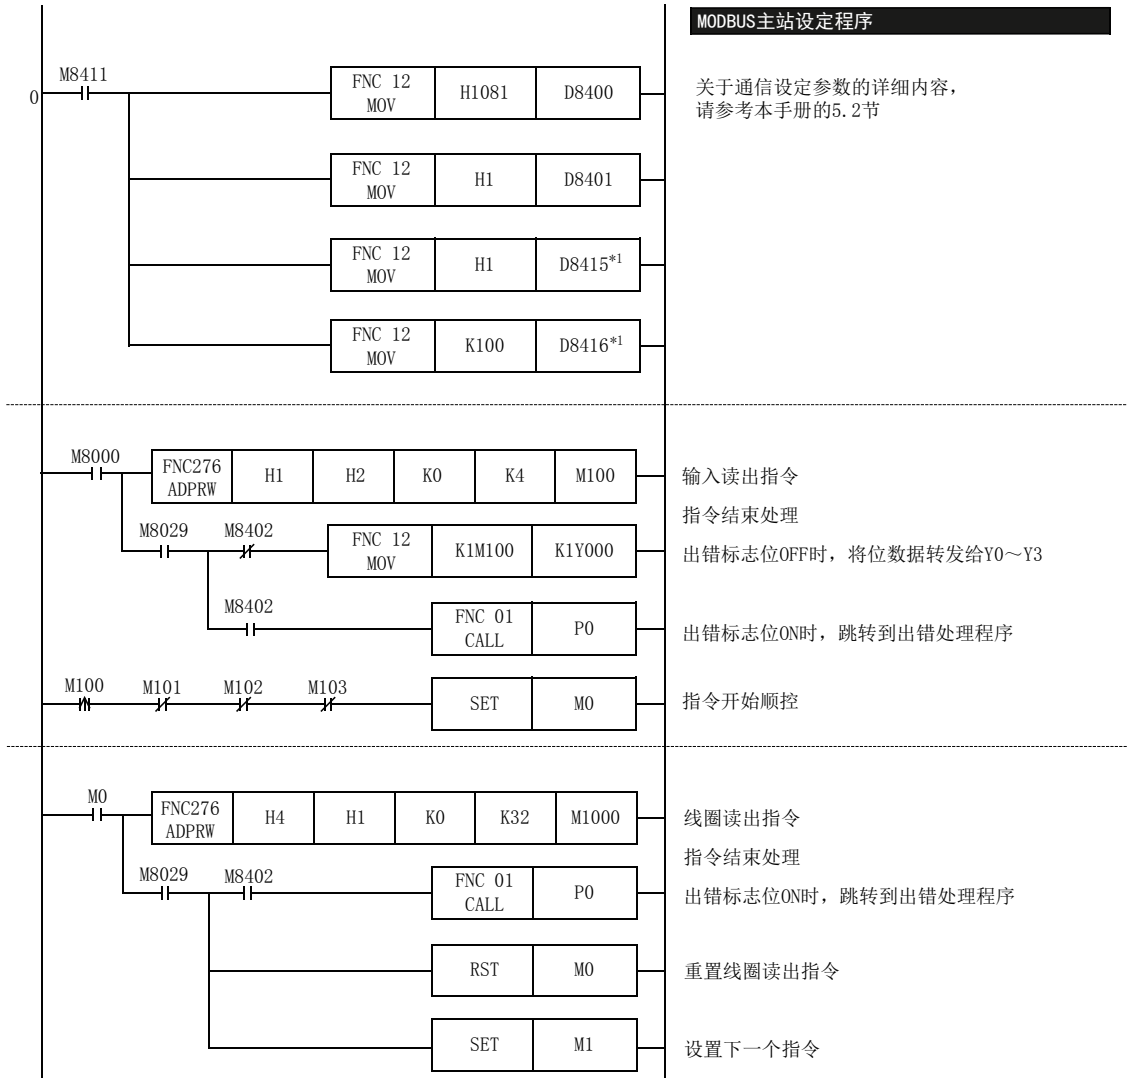 MODBUS主站设定程序
M8411
0
FNC 12
MOV
H1081
D8400
关于通信设定参数的详细内容，
请参考本手册的5.2节
FNC 12
MOV
H1
D8401
FNC 12
MOV
H1
D8415*1
FNC 12
MOV
K100
D8416*1
M8000
FNC276
ADPRW
H1
H2
K0
K4
M100
输入读出指令
指令结束处理
M8029
M8402
FNC 12
MOV
K1M100
K1Y000
出错标志位OFF时，将位数据转发给Y0～Y3
M8402
FNC 01
CALL
P0
出错标志位ON时，跳转到出错处理程序
M100
M101
M102
M103
SET
M0
指令开始顺控
M0
FNC276
ADPRW
H4
H1
K0
K32
M1000
线圈读出指令
指令结束处理
M8029
M8402
FNC 01
CALL
P0
出错标志位ON时，跳转到出错处理程序
RST
M0
重置线圈读出指令
SET
M1
设置下一个指令